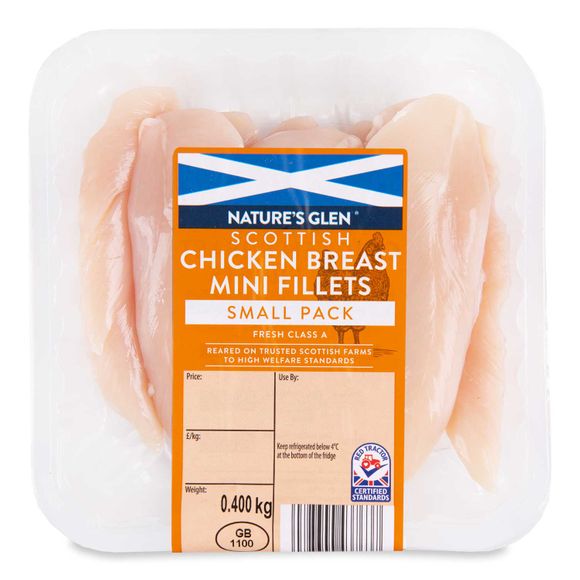 NATURE'S GLEN®
SCOTTISH
CHICKEN BREAST
MINI FILLETS
SMALL PACK
FRESH CLASS A
REARED ON TRUSTED SCOTTISH FARMS
TO HIGH WELFARE STANDARDS
Price:
Use By:
£/kg:
Keep refrigerated below 4°C
at the bottom of the fridge
RED TRACTOR
CERTIFIED
STANDARDS
Weight:
0.400 kg
GB
1100